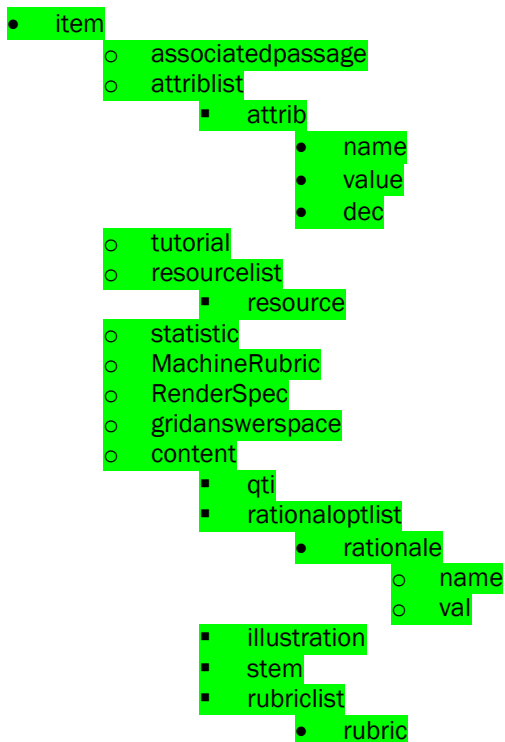 • item
○ associatedpassage
○ attriblist
▪ attrib
• name
• value
• dec
○ tutorial
○ resourcelist
▪ resource
○ statistic
○ MachineRubric
○ RenderSpec
○ gridanswerspace
○ content
▪ qti
▪ rationaloptlist
• rationale
○ name
○ val
▪ illustration
▪ stem
▪ rubriclist
• rubric